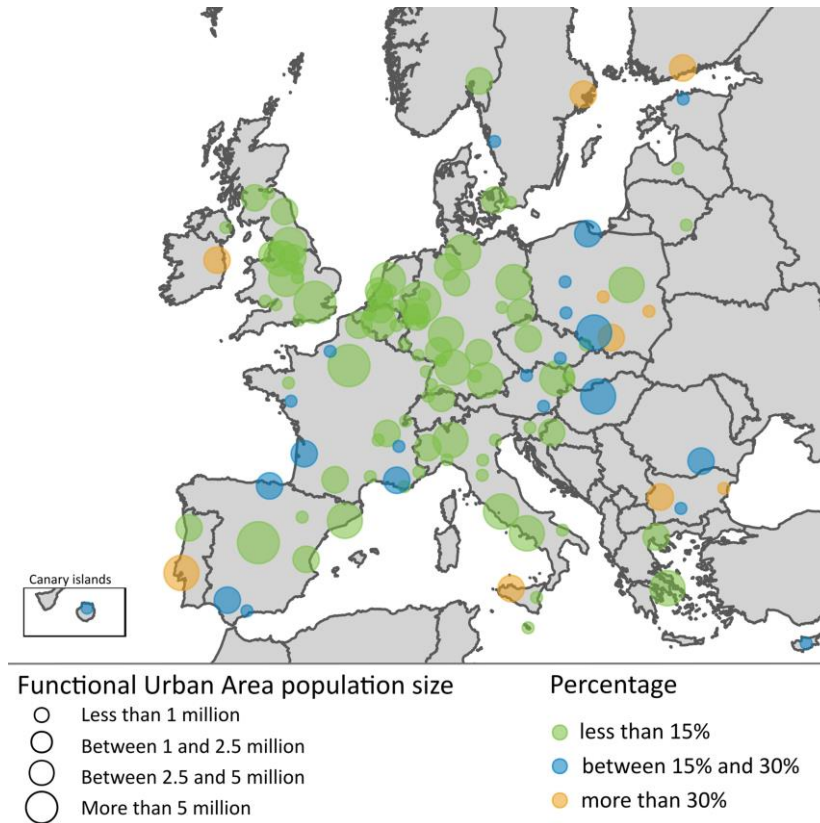 Canary islands
Functional Urban Area population size
Less than 1 million
Between 1 and 2.5 million
Between 2.5 and 5 million
More than 5 million
Percentage
less than 15%
between 15% and 30%
more than 30%